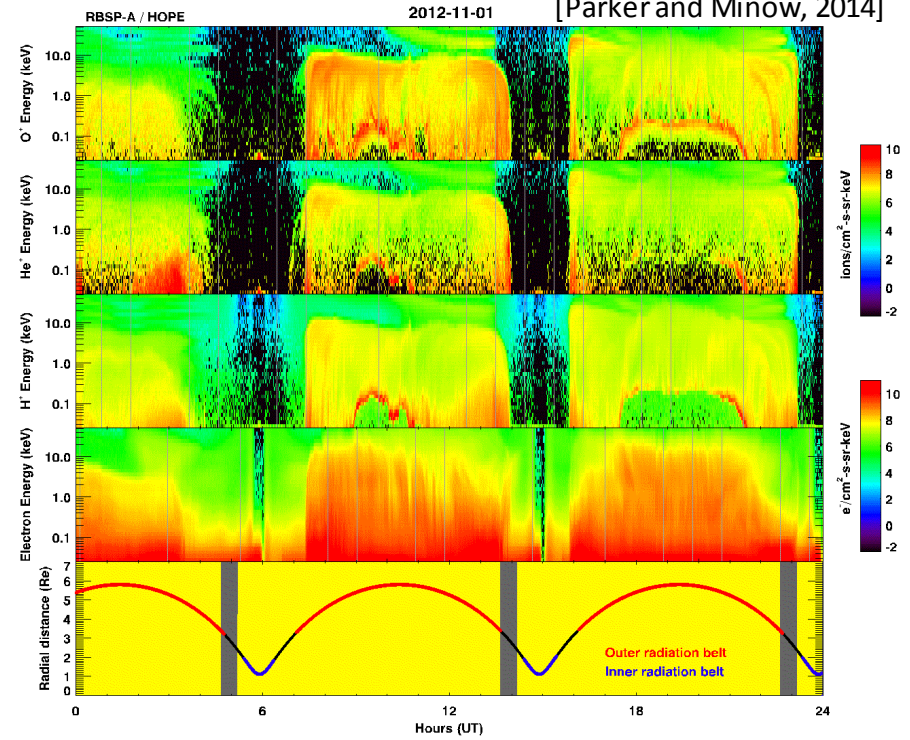 RBSP-A / HOPE
2012-11-01
[Parker and Minow, 2014]
O⁺ Energy (keV)
10.0
1.0
0.1
He⁺ Energy (keV)
10.0
1.0
0.1
H⁺ Energy (keV)
10.0
1.0
0.1
Electron Energy (keV)
10.0
1.0
0.1
Radial distance (Re)
7
6
5
4
3
2
1
0
Outer radiation belt
Inner radiation belt
0 6 12 18 24
Hours (UT)
10
8
6
4
2
0
-2
ions/cm²-s-sr-keV
10
8
6
4
2
0
-2
e⁻/cm²-s-sr-keV